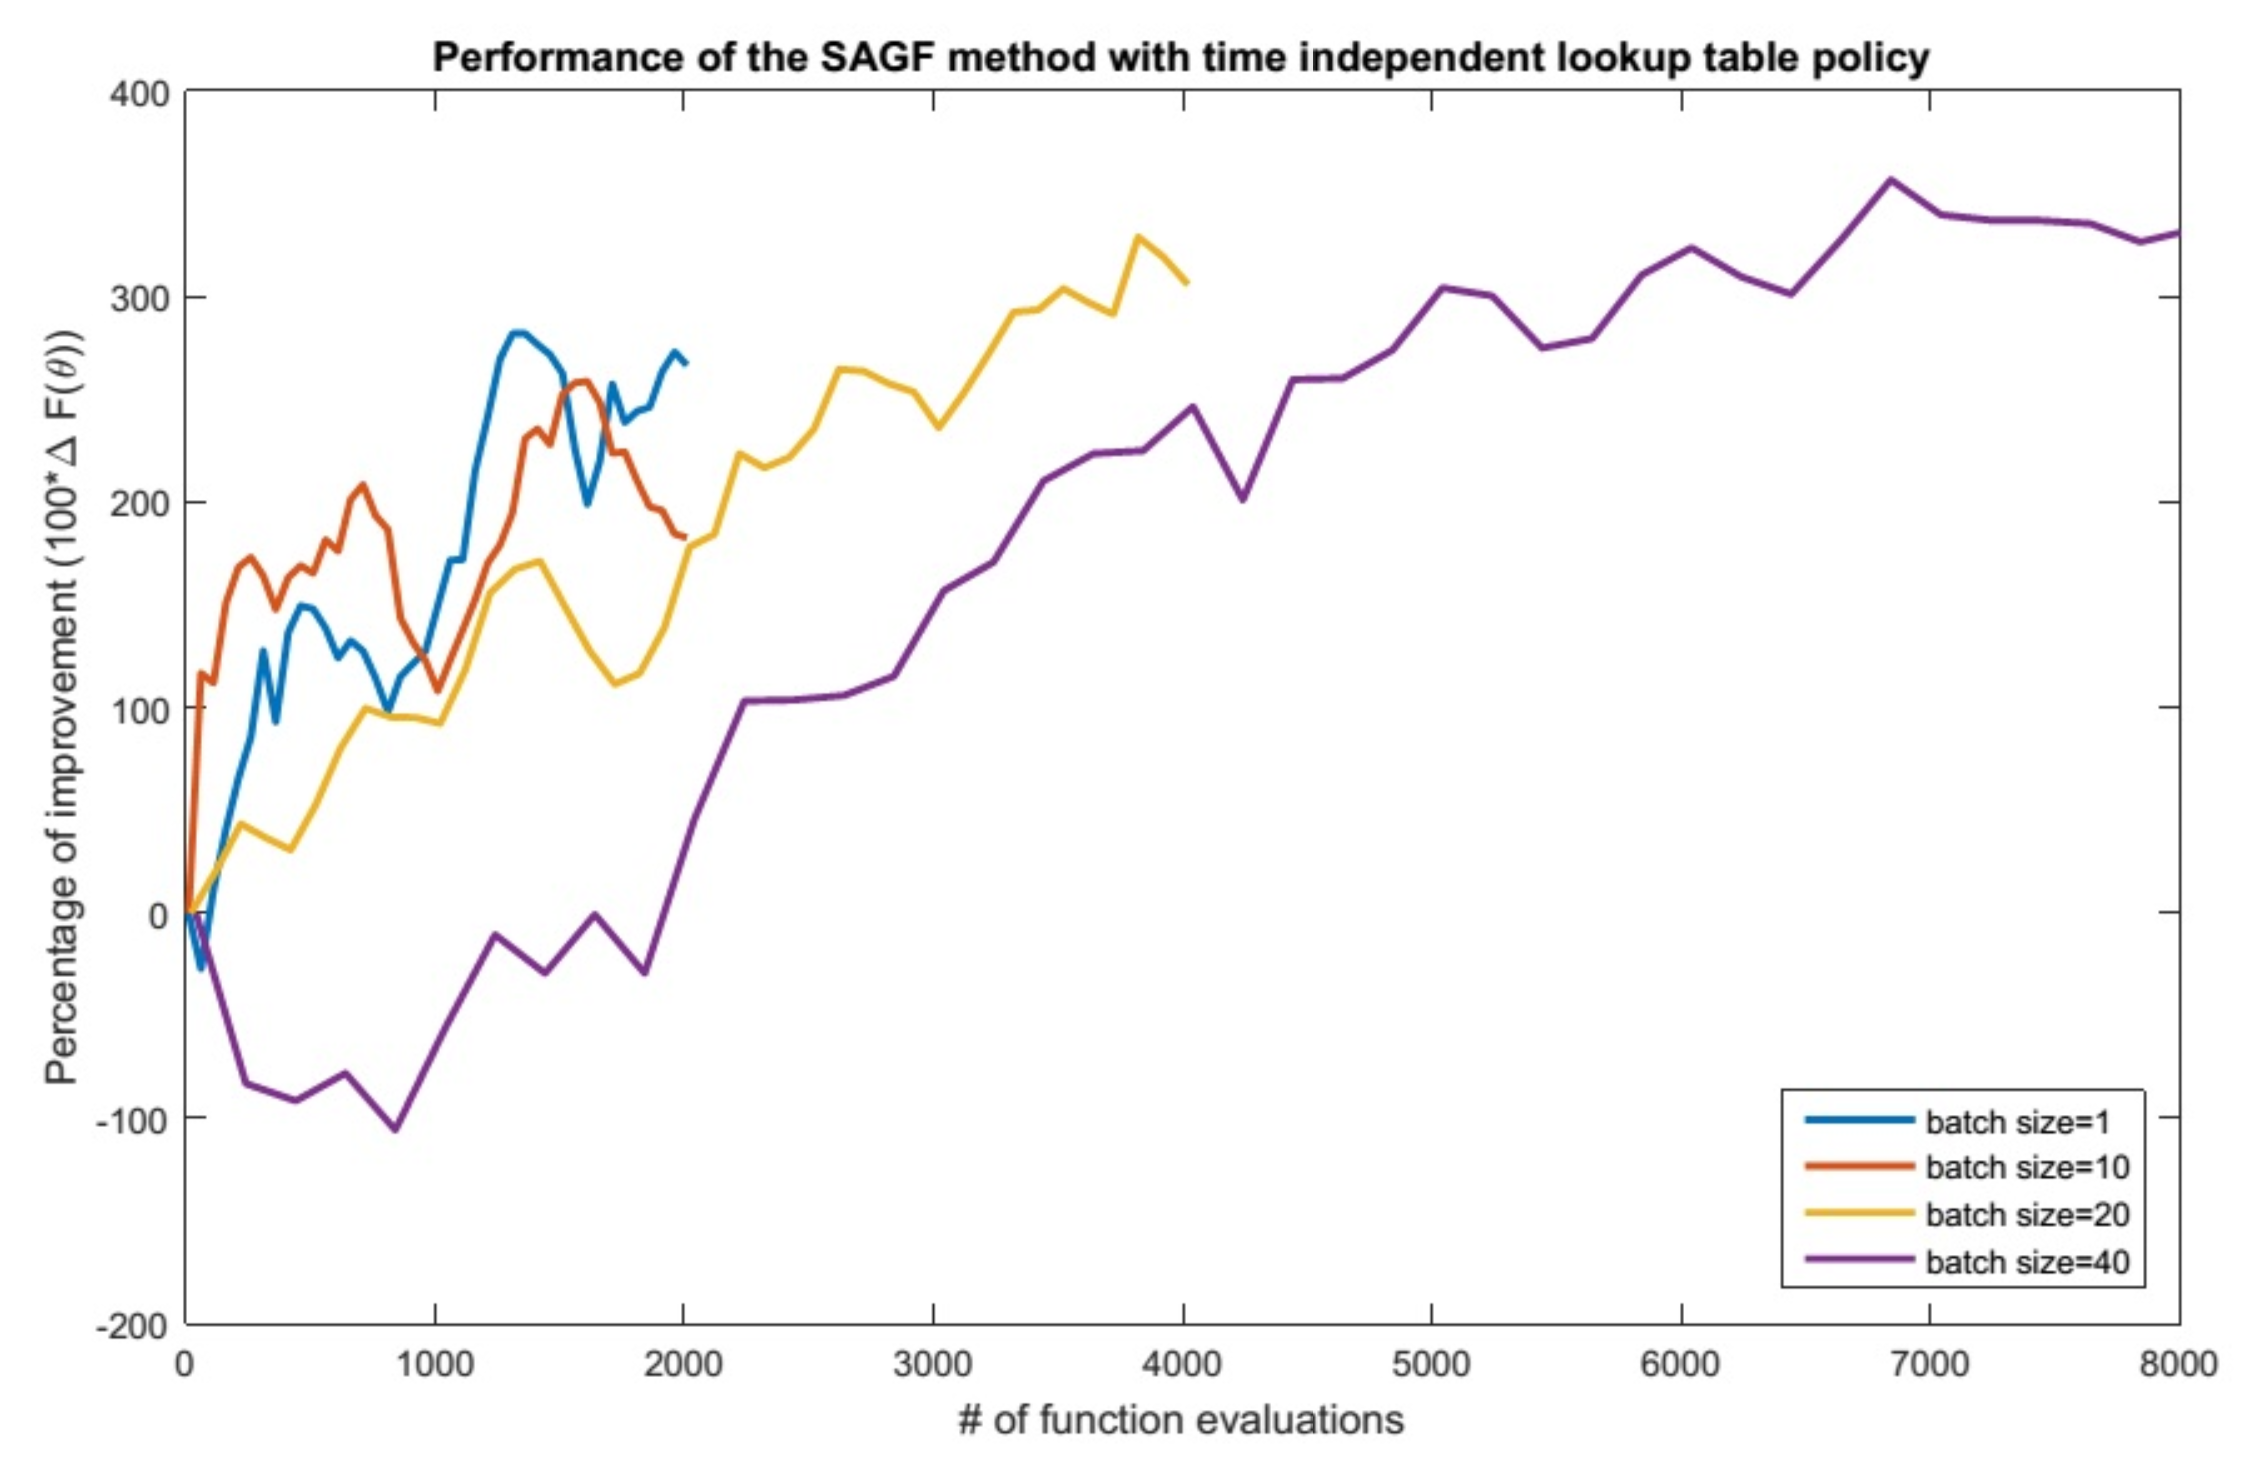 Performance of the SAGF method with time independent lookup table policy
400
300
200
100
0
-100
-200
Percentage of improvement (100*Δ F(θ))
0 1000 2000 3000 4000 5000 6000 7000 8000
# of function evaluations
batch size=1
batch size=10
batch size=20
batch size=40